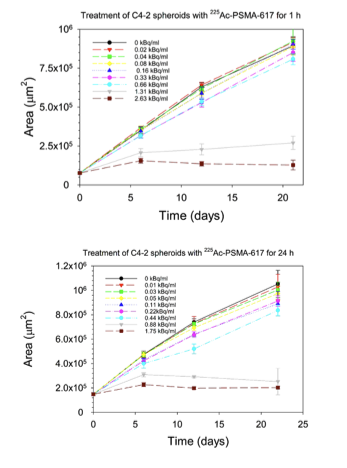 Treatment of C4-2 spheroids with ²²⁵Ac-PSMA-617 for 1 h
10⁶
7.5x10⁵
5.0x10⁵
2.5x10⁵
0
Area (μm²)
0 kBq/ml
0.02 kBq/ml
0.04 kBq/ml
0.08 kBq/ml
0.16 kBq/ml
0.33 kBq/ml
0.66 kBq/ml
1.31 kBq/ml
2.63 kBq/ml
0 5 10 15 20
Time (days)
Treatment of C4-2 spheroids with ²²⁵Ac-PSMA-617 for 24 h
1.2x10⁶
10⁶
8.0x10⁵
6.0x10⁵
4.0x10⁵
2.0x10⁵
0
Area (μm²)
0 kBq/ml
0.01 kBq/ml
0.03 kBq/ml
0.05 kBq/ml
0.11 kBq/ml
0.22kBq/ml
0.44 kBq/ml
0.88 kBq/ml
1.75 kBq/ml
0 5 10 15 20 25
Time (days)